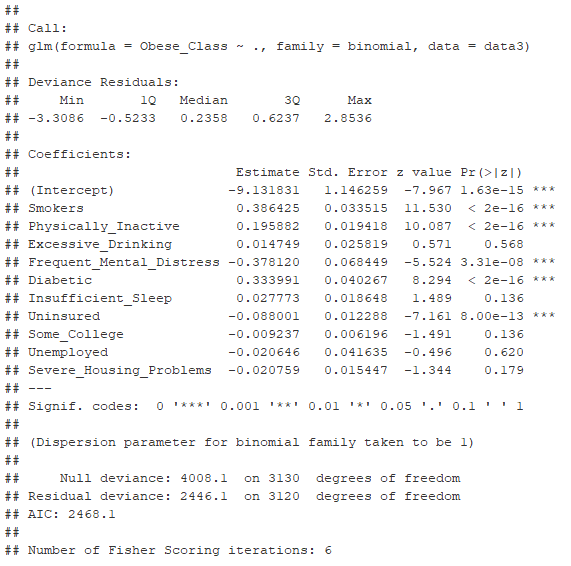 ##
## Call:
## glm(formula = Obese_Class ~ ., family = binomial, data = data3)
##
## Deviance Residuals:
##     Min       1Q   Median       3Q      Max
## -3.3086  -0.5233   0.2358   0.6237   2.8536
##
## Coefficients:
##                           Estimate Std. Error z value Pr(>|z|)
## (Intercept)              -9.131831   1.146259  -7.967 1.63e-15 ***
## Smokers                   0.386425   0.033515  11.530  < 2e-16 ***
## Physically_Inactive       0.195882   0.019418  10.087  < 2e-16 ***
## Excessive_Drinking        0.014749   0.025819   0.571    0.568
## Frequent_Mental_Distress -0.378120   0.068449  -5.524 3.31e-08 ***
## Diabetic                  0.333991   0.040267   8.294  < 2e-16 ***
## Insufficient_Sleep        0.027773   0.018648   1.489    0.136
## Uninsured                -0.088001   0.012288  -7.161 8.00e-13 ***
## Some_College             -0.009237   0.006196  -1.491    0.136
## Unemployed               -0.020646   0.041635  -0.496    0.620
## Severe_Housing_Problems  -0.020759   0.015447  -1.344    0.179
## ---
## Signif. codes:  0 '***' 0.001 '**' 0.01 '*' 0.05 '.' 0.1 ' ' 1
##
## (Dispersion parameter for binomial family taken to be 1)
##
##     Null deviance: 4008.1  on 3130  degrees of freedom
## Residual deviance: 2446.1  on 3120  degrees of freedom
## AIC: 2468.1
##
## Number of Fisher Scoring iterations: 6